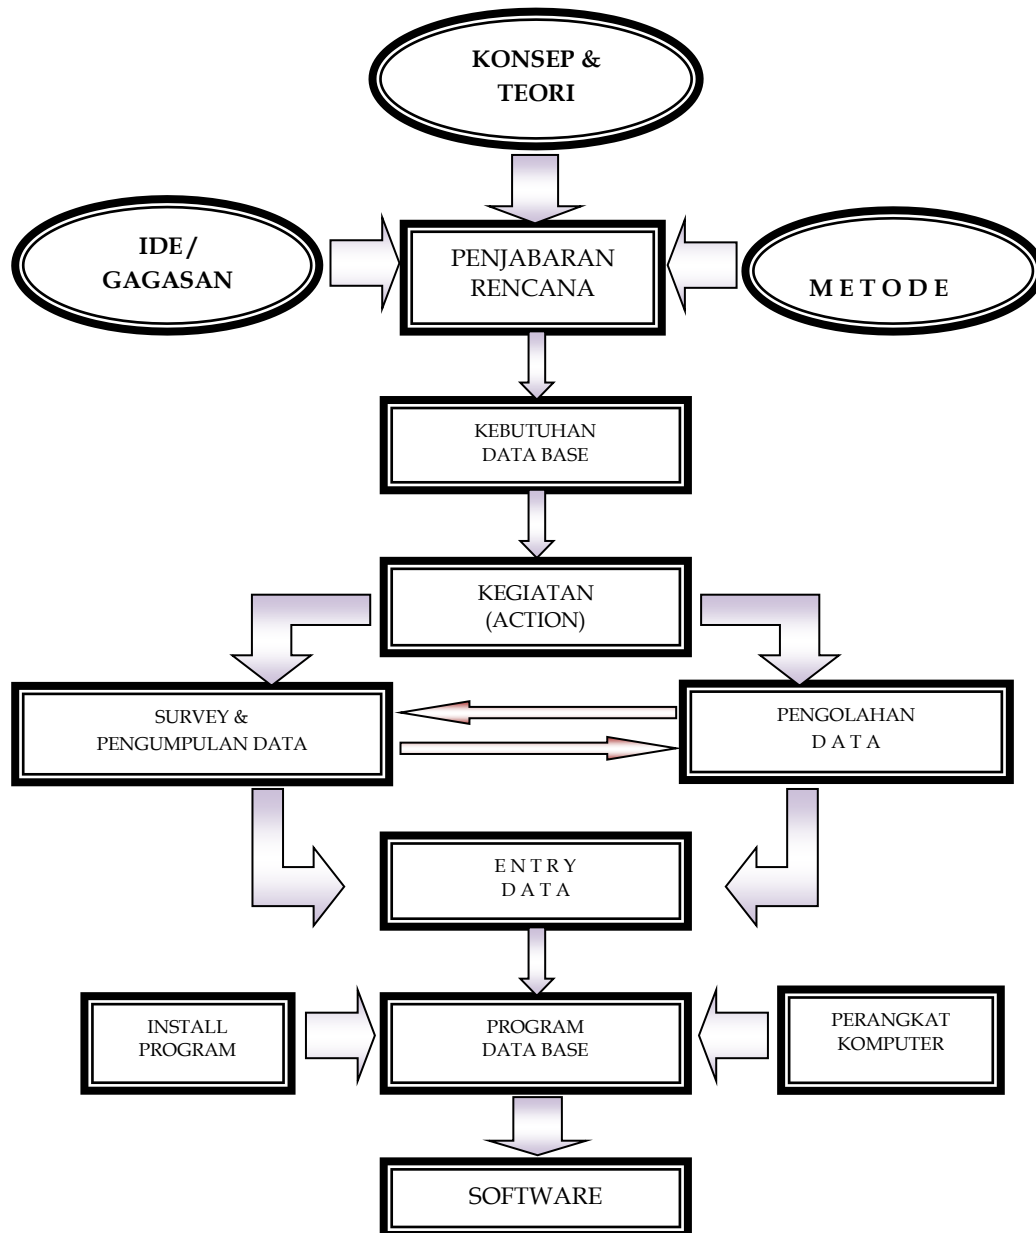 KONSEP &
TEORI
IDE/
GAGASAN
PENJABARAN
RENCANA
M E T O D E
KEBUTUHAN
DATA BASE
KEGIATAN
(ACTION)
SURVEY &
PENGUMPULAN DATA
PENGOLAHAN
D A T A
E N T R Y
D A T A
INSTALL
PROGRAM
PROGRAM
DATA BASE
PERANGKAT
KOMPUTER
SOFTWARE